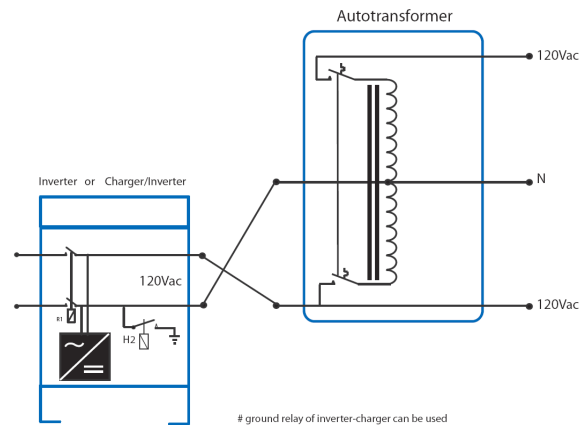 Autotransformer
120Vac
Inverter or Charger/Inverter
N
120Vac
120Vac
R1
H2
# ground relay of inverter-charger can be used